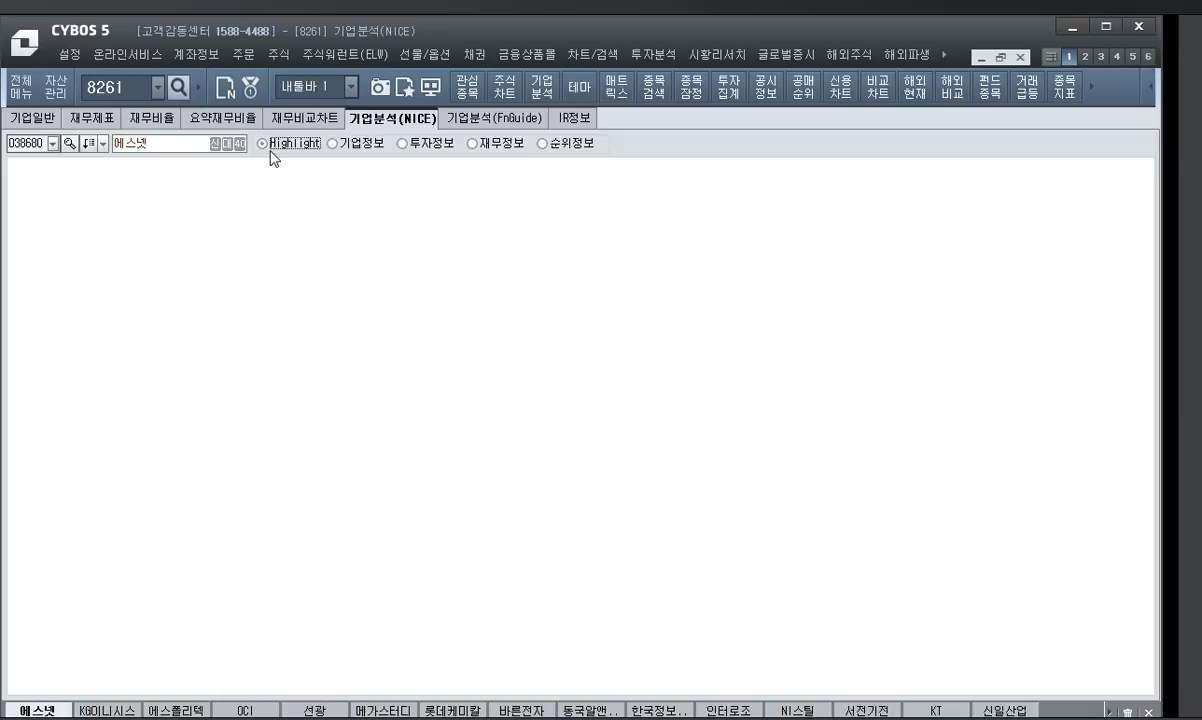 CYBOS 5 [고객감동센터 1588-4488] - [8261] 기업분석(NICE)
설정 온라인서비스 계좌정보 주문 주식 주식워런트(ELW) 선물/옵션 채권 금융상품몰 차트/검색 투자분석 시황리서치 글로벌증시 해외주식 해외파생 1 2 3 4 5 6
전체메뉴 자산관리 8261 N 내툴바 1 관심종목 주식차트 기업분석 테마 매트릭스 종목검색 종목잠정 투자집계 공시정보 공매순위 신용차트 비교차트 해외현재 해외비교 펀드종목 거래급등 종목지표
기업일반 재무제표 재무비율 요약재무비율 재무비교차트 기업분석(NICE) 기업분석(FnGuide) IR정보
038680 에스넷 신 대 40 Highlight 기업정보 투자정보 재무정보 순위정보
에스넷 KG이니시스 에스폴리텍 OCI 선광 메가스터디 롯데케미칼 바른전자 동국알앤.. 한국정보.. 인터로조 NI스틸 서전기전 KT 신일산업